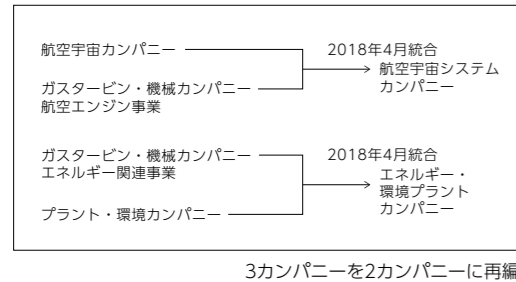 航空宇宙カンパニー
ガスタービン・機械カンパニー
航空エンジン事業
2018年4月統合
航空宇宙システム
カンパニー
ガスタービン・機械カンパニー
エネルギー関連事業
プラント・環境カンパニー
2018年4月統合
エネルギー・
環境プラント
カンパニー
3カンパニーを2カンパニーに再編